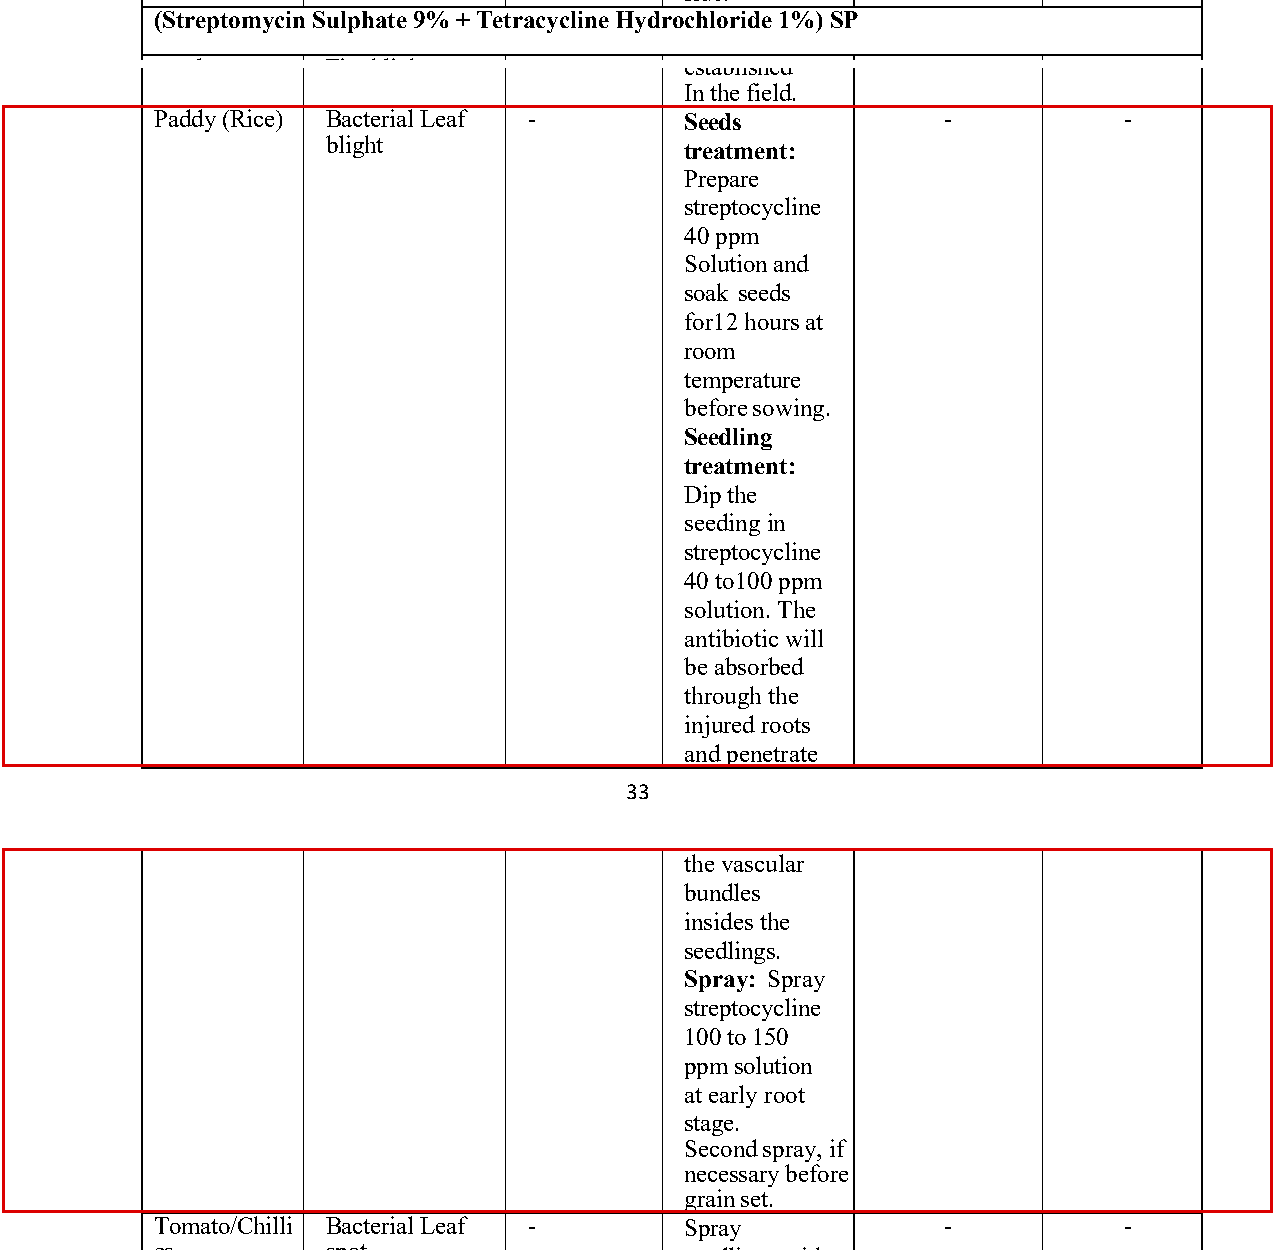 (Streptomycin Sulphate 9% + Tetracycline Hydrochloride 1%) SP
established
In the field.
Paddy (Rice) Bacterial Leaf blight - Seeds - -
treatment:
Prepare
streptocycline
40 ppm
Solution and
soak seeds
for12 hours at
room
temperature
before sowing.
Seedling
treatment:
Dip the
seeding in
streptocycline
40 to100 ppm
solution. The
antibiotic will
be absorbed
through the
injured roots
and penetrate
33
the vascular
bundles
insides the
seedlings.
Spray: Spray
streptocycline
100 to 150
ppm solution
at early root
stage.
Second spray, if
necessary before
grain set.
Tomato/Chilli Bacterial Leaf - Spray - -